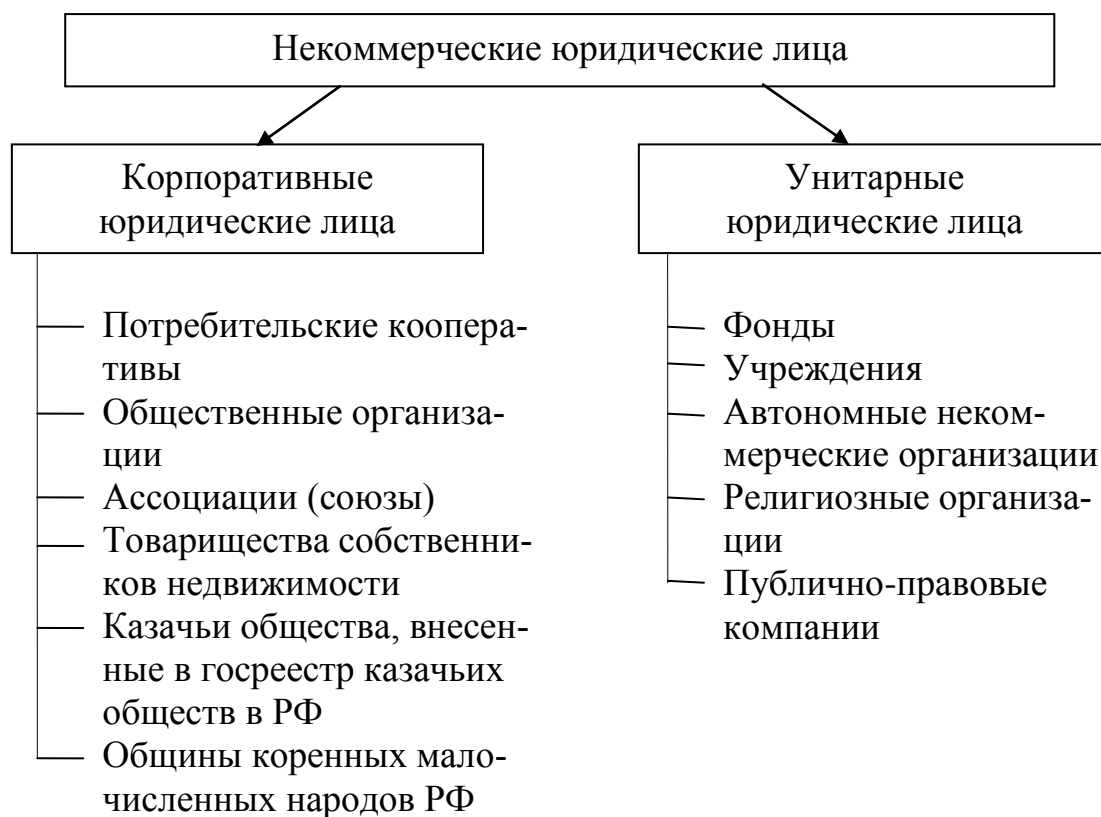 Некоммерческие юридические лица
Корпоративные
юридические лица
Потребительские коопера-
тивы
Общественные организа-
ции
Ассоциации (союзы)
Товарищества собственни-
ков недвижимости
Казачьи общества, внесен-
ные в госреестр казачьих
обществ в РФ
Общины коренных мало-
численных народов РФ
Унитарные
юридические лица
Фонды
Учреждения
Автономные неком-
мерческие организации
Религиозные организа-
ции
Публично-правовые
компании